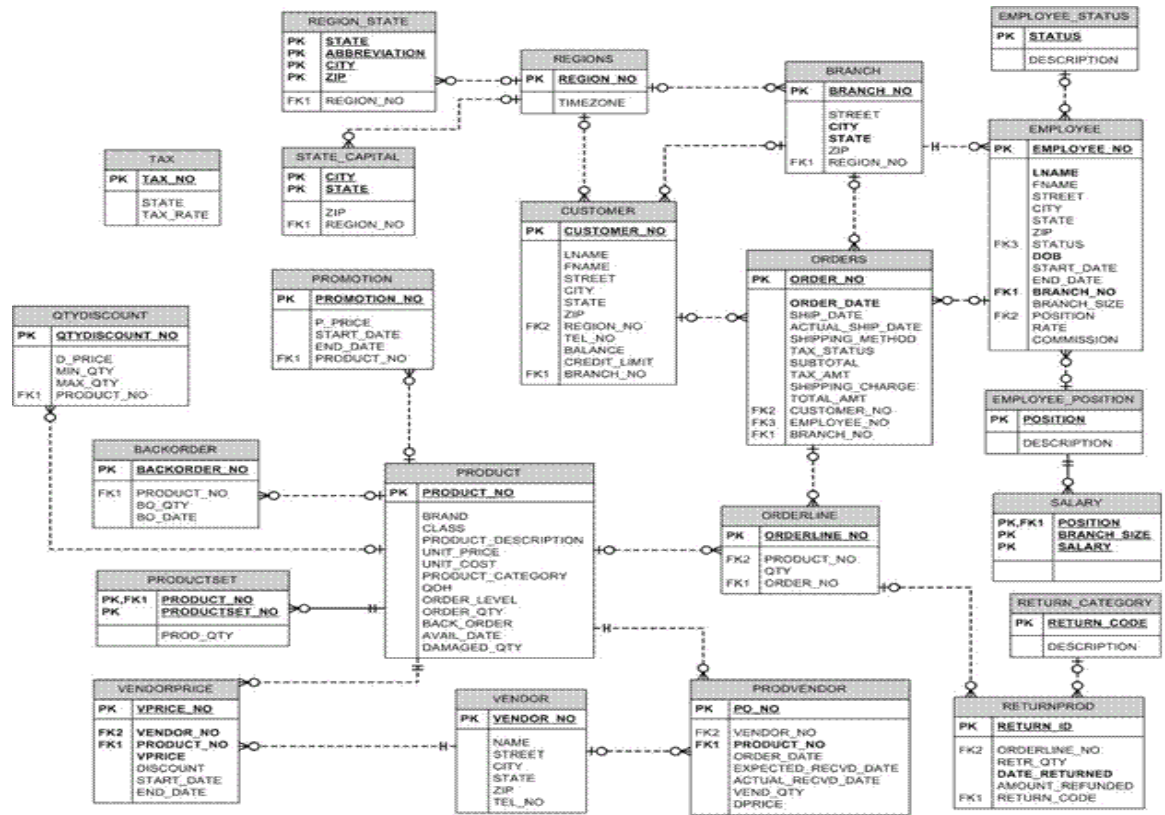 REGION_STATE
PK STATE
PK ABBREVIATION
PK CITY
PK ZIP
FK1 REGION_NO
REGIONS
PK REGION_NO
TIMEZONE
BRANCH
PK BRANCH_NO
STREET
CITY
STATE
ZIP
FK1 REGION_NO
EMPLOYEE_STATUS
PK STATUS
DESCRIPTION
EMPLOYEE
PK EMPLOYEE_NO
LNAME
FNAME
STREET
CITY
STATE
ZIP
FK3 STATUS
DOB
START_DATE
END_DATE
FK1 BRANCH_NO
BRANCH_SIZE
FK2 POSITION
RATE
COMMISSION
TAX
PK TAX_NO
STATE
TAX_RATE
STATE_CAPITAL
PK CITY
PK STATE
ZIP
FK1 REGION_NO
CUSTOMER
PK CUSTOMER_NO
LNAME
FNAME
STREET
CITY
STATE
ZIP
FK2 REGION_NO
TEL_NO
BALANCE
CREDIT_LIMIT
FK1 BRANCH_NO
ORDERS
PK ORDER_NO
ORDER_DATE
SHIP_DATE
ACTUAL_SHIP_DATE
SHIPPING_METHOD
TAX_STATUS
SUBTOTAL
TAX_AMT
SHIPPING_CHARGE
TOTAL_AMT
FK2 CUSTOMER_NO
FK3 EMPLOYEE_NO
FK1 BRANCH_NO
PROMOTION
PK PROMOTION_NO
P_PRICE
START_DATE
END_DATE
FK1 PRODUCT_NO
QTYDISCOUNT
PK QTYDISCOUNT_NO
D_PRICE
MIN_QTY
MAX_QTY
FK1 PRODUCT_NO
EMPLOYEE_POSITION
PK POSITION
DESCRIPTION
BACKORDER
PK BACKORDER_NO
FK1 PRODUCT_NO
BO_QTY
BO_DATE
PRODUCT
PK PRODUCT_NO
BRAND
CLASS
PRODUCT_DESCRIPTION
UNIT_PRICE
UNIT_COST
PRODUCT_CATEGORY
QOH
ORDER_LEVEL
ORDER_QTY
BACK_ORDER
AVAIL_DATE
DAMAGED_QTY
ORDERLINE
PK ORDERLINE_NO
FK2 PRODUCT_NO
QTY
FK1 ORDER_NO
SALARY
PK,FK1 POSITION
PK BRANCH_SIZE
PK SALARY
PRODUCTSET
PK,FK1 PRODUCT_NO
PK PRODUCTSET_NO
PROD_QTY
RETURN_CATEGORY
PK RETURN_CODE
DESCRIPTION
VENDORPRICE
PK VPRICE_NO
FK2 VENDOR_NO
FK1 PRODUCT_NO
VPRICE
DISCOUNT
START_DATE
END_DATE
VENDOR
PK VENDOR_NO
NAME
STREET
CITY
STATE
ZIP
TEL_NO
PRODVENDOR
PK PO_NO
FK2 VENDOR_NO
FK1 PRODUCT_NO
ORDER_DATE
EXPECTED_RECVD_DATE
ACTUAL_RECVD_DATE
VEND_QTY
DPRICE
RETURNPROD
PK RETURN_ID
FK2 ORDERLINE_NO
RETR_QTY
DATE_RETURNED
AMOUNT_REFUNDED
FK1 RETURN_CODE